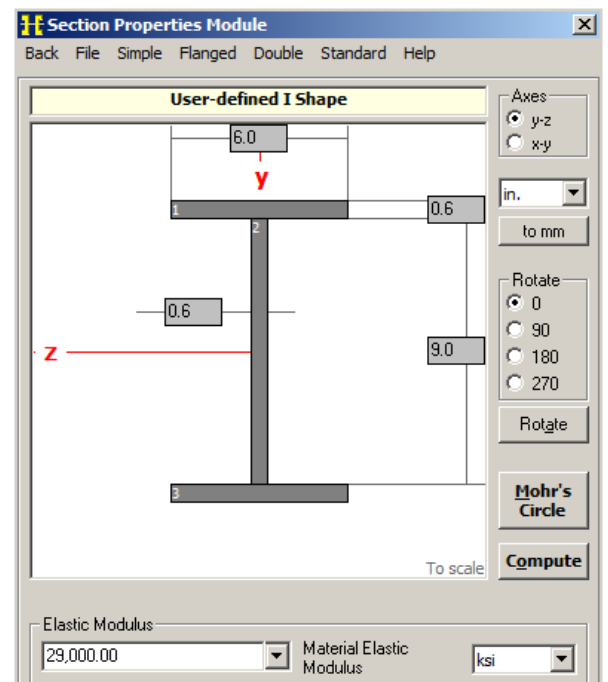 Section Properties Module
Back File Simple Flanged Double Standard Help
User-defined I Shape
6.0
y
1
2
0.6
0.6
z
9.0
3
To scale
Axes
y-z
x-y
in.
to mm
Rotate
0
90
180
270
Rotate
Mohr's
Circle
Compute
Elastic Modulus
29,000.00
Material Elastic
Modulus
ksi